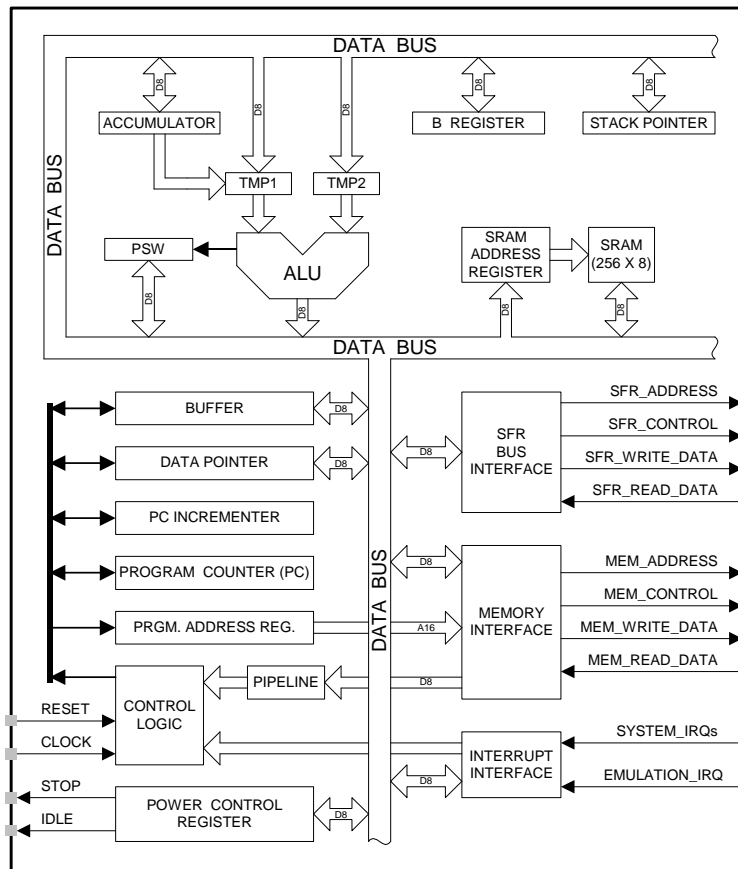 DATA BUS
D8
D8
D8
D8
D8
ACCUMULATOR
B REGISTER
STACK POINTER
DATA BUS
TMP1
TMP2
PSW
ALU
SRAM
ADDRESS
REGISTER
SRAM
(256 X 8)
D8
D8
D8
D8
DATA BUS
BUFFER
D8
DATA POINTER
D8
PC INCREMENTER
PROGRAM COUNTER (PC)
PRGM. ADDRESS REG.
A16
DATA BUS
D8
SFR
BUS
INTERFACE
SFR_ADDRESS
SFR_CONTROL
SFR_WRITE_DATA
SFR_READ_DATA
D8
MEMORY
INTERFACE
MEM_ADDRESS
MEM_CONTROL
MEM_WRITE_DATA
MEM_READ_DATA
PIPELINE
D8
RESET
CLOCK
CONTROL
LOGIC
INTERRUPT
INTERFACE
SYSTEM_IRQs
EMULATION_IRQ
D8
STOP
IDLE
POWER CONTROL
REGISTER
D8